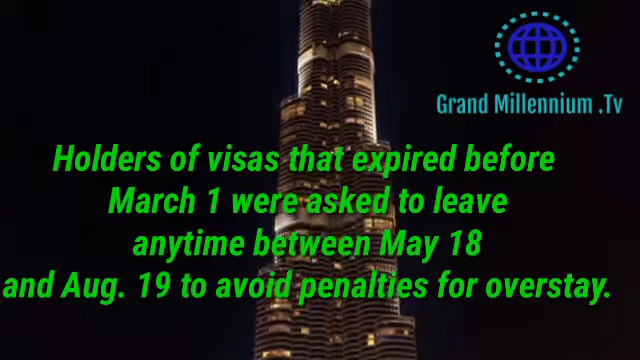 Grand Millennium .Tv
Holders of visas that expired before
March 1 were asked to leave
anytime between May 18
and Aug. 19 to avoid penalties for overstay.